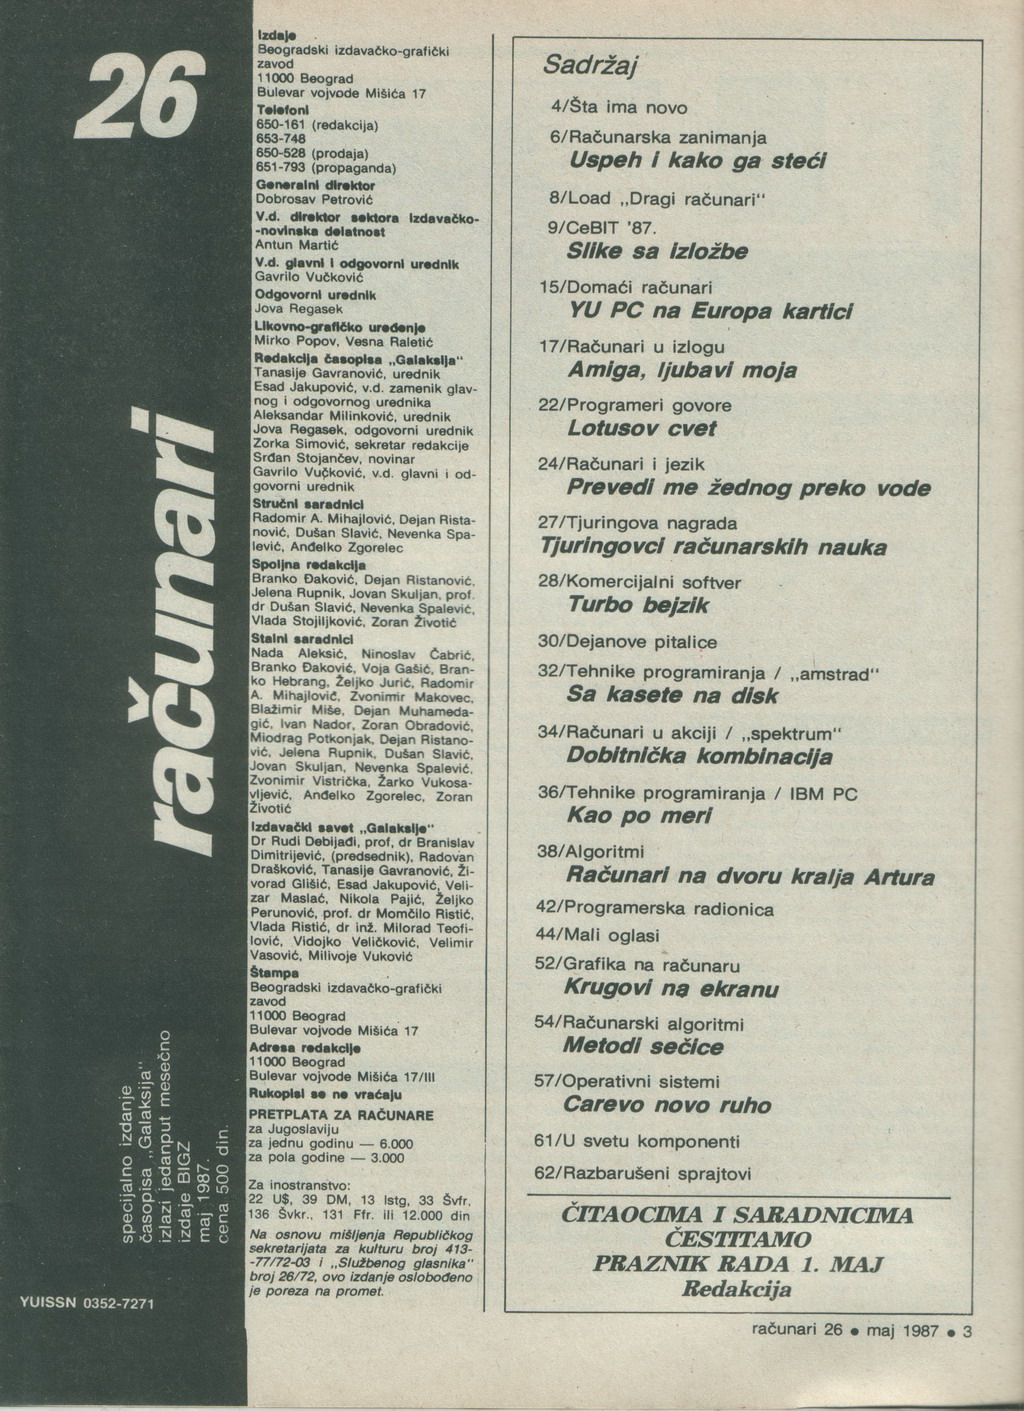 26
računari
specijalno izdanje
časopisa „Galaksija“
izlazi jedanput mesečno
izdaje BIGZ
maj 1987.
cena 500 din.
YUISSN 0352-7271
Izdaje
Beogradski izdavačko-grafički
zavod
11000 Beograd
Bulevar vojvode Mišića 17
Telefoni
650-161 (redakcija)
653-748
650-528 (prodaja)
651-793 (propaganda)
Generalni direktor
Dobrosav Petrović
V.d. direktor sektora izdavačko-
-novinska delatnost
Antun Martić
V.d. glavni i odgovorni urednik
Gavrilo Vučković
Odgovorni urednik
Jova Regasek
Likovno-grafičko uređenje
Mirko Popov, Vesna Raletić
Redakcija časopisa „Galaksija“
Tanasije Gavranović, urednik
Esad Jakupović, v.d. zamenik glav-
nog i odgovornog urednika
Aleksandar Milinković, urednik
Jova Regasek, odgovorni urednik
Zorka Simović, sekretar redakcije
Srđan Stojančev, novinar
Gavrilo Vučković, v.d. glavni i od-
govorni urednik
Stručni saradnici
Radomir A. Mihajlović, Dejan Rista-
nović, Dušan Slavić, Nevenka Spa-
lević, Anđelko Zgorelec
Spoljna redakcija
Branko Đaković, Dejan Ristanović,
Jelena Rupnik, Jovan Skuljan, prof.
dr Dušan Slavić, Nevenka Spalević,
Vlada Stojiljković, Zoran Životić
Stalni saradnici
Nada Aleksić, Ninoslav Čabrić,
Branko Đaković, Voja Gašić, Bran-
ko Hebrang, Željko Jurić, Radomir
A. Mihajlović, Zvonimir Makovec,
Blažimir Miše, Dejan Muhameda-
gić, Ivan Nador, Zoran Obradović,
Miodrag Potkonjak, Dejan Ristano-
vić, Jelena Rupnik, Dušan Slavić,
Jovan Skuljan, Nevenka Spalević,
Zvonimir Vistrička, Žarko Vukosa-
vljević, Anđelko Zgorelec, Zoran
Životić
Izdavački savet „Galaksije“
Dr Rudi Debijađi, prof, dr Branislav
Dimitrijević, (predsednik), Radovan
Drašković, Tanasije Gavranović, Ži-
vorad Glišić, Esad Jakupović, Veli-
zar Maslać, Nikola Pajić, Željko
Perunović, prof. dr Momčilo Ristić,
Vlada Ristić, dr inž. Milorad Teofi-
lović, Vidojko Veličković, Velimir
Vasović, Milivoje Vuković
Štampa
Beogradski izdavačko-grafički
zavod
11000 Beograd
Bulevar vojvode Mišića 17
Adresa redakcije
11000 Beograd
Bulevar vojvode Mišića 17/III
Rukopisi se ne vraćaju
PRETPLATA ZA RAČUNARE
za Jugoslaviju
za jednu godinu — 6.000
za pola godine — 3.000
Za inostranstvo:
22 U$, 39 DM, 13 lstg, 33 Švfr,
136 Švkr., 131 Ffr. ili 12.000 din
Na osnovu mišljenja Republičkog
sekretarijata za kulturu broj 413-
-77/72-03 i „Službenog glasnika“
broj 26/72, ovo izdanje oslobođeno
je poreza na promet.
Sadržaj
4/Šta ima novo
6/Računarska zanimanja
Uspeh i kako ga steći
8/Load „Dragi računari“
9/CeBIT '87.
Slike sa izložbe
15/Domaći računari
YU PC na Europa kartici
17/Računari u izlogu
Amiga, ljubavi moja
22/Programeri govore
Lotusov cvet
24/Računari i jezik
Prevedi me žednog preko vode
27/Tjuringova nagrada
Tjuringovci računarskih nauka
28/Komercijalni softver
Turbo bejzik
30/Dejanove pitalice
32/Tehnike programiranja / „amstrad“
Sa kasete na disk
34/Računari u akciji / „spektrum“
Dobitnička kombinacija
36/Tehnike programiranja / IBM PC
Kao po meri
38/Algoritmi
Računari na dvoru kralja Artura
42/Programerska radionica
44/Mali oglasi
52/Grafika na računaru
Krugovi na ekranu
54/Računarski algoritmi
Metodi sečice
57/Operativni sistemi
Carevo novo ruho
61/U svetu komponenti
62/Razbarušeni sprajtovi
ČITAOCIMA I SARADNICIMA
ČESTITAMO
PRAZNIK RADA 1. MAJ
Redakcija
računari 26 • maj 1987 • 3